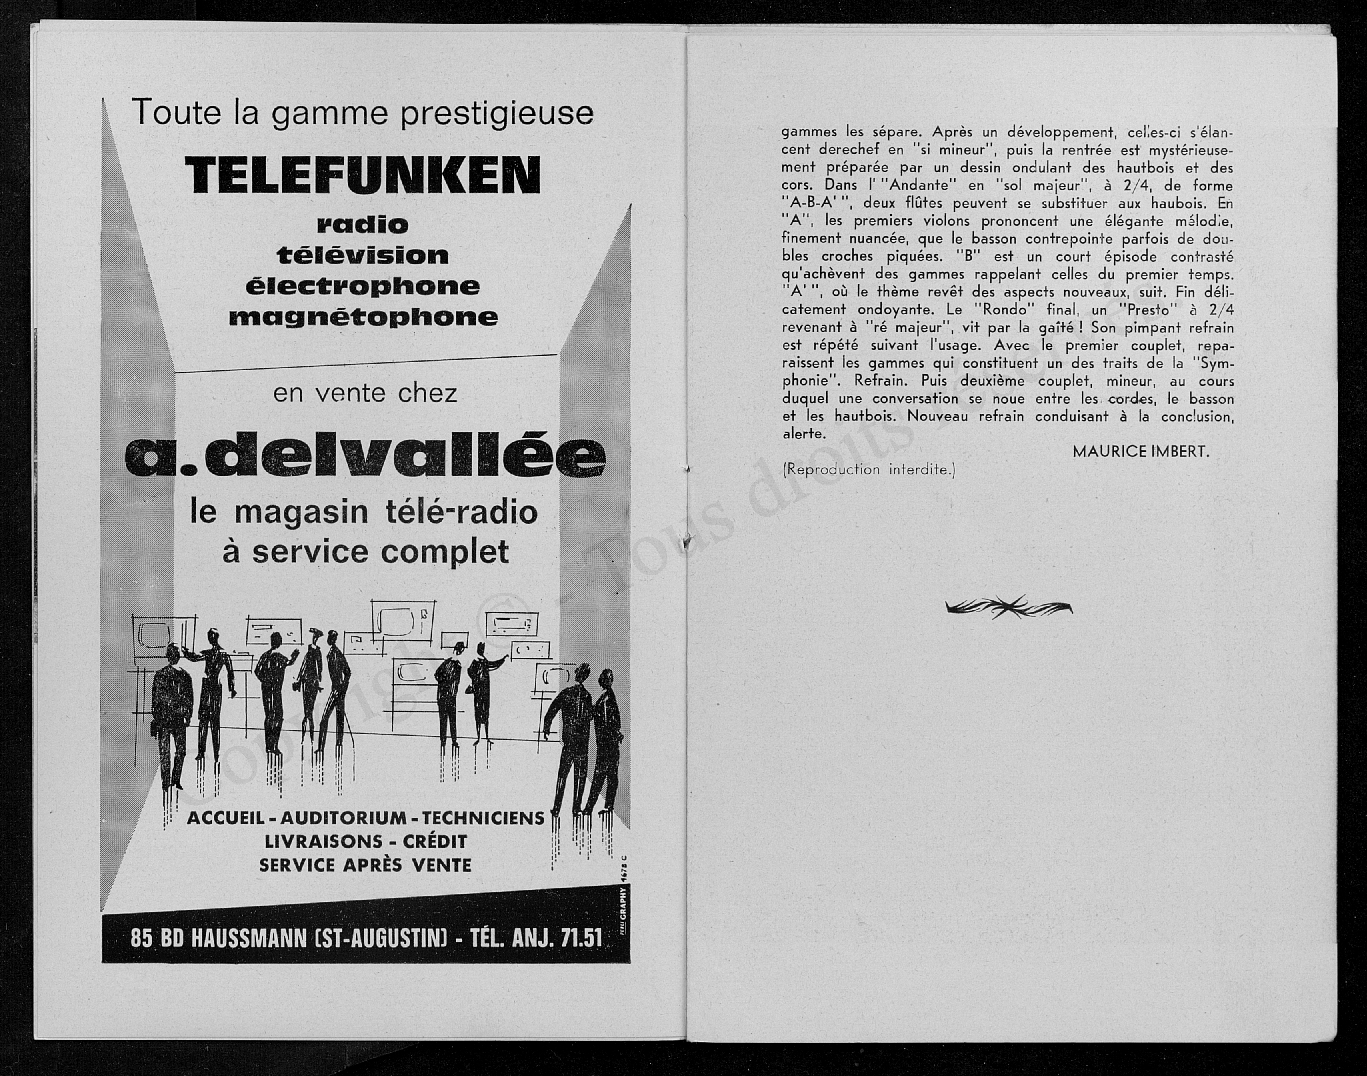 Toute la gamme prestigieuse
TELEFUNKEN
radio
télévision
électrophone
magnétophone
en vente chez
a.delvallée
le magasin télé-radio
à service complet
ACCUEIL - AUDITORIUM - TECHNICIENS
LIVRAISONS - CRÉDIT
SERVICE APRÈS VENTE
GRAPHY 1678 C
85 BD HAUSSMANN (ST-AUGUSTIN) - TÉL. ANJ. 71.51
gammes les sépare. Après un développement, celles-ci s'élan-
cent derechef en "si mineur", puis la rentrée est mystérieuse-
ment préparée par un dessin ondulant des hautbois et des
cors. Dans l' "Andante" en "sol majeur", à 2/4, de forme
"A-B-A' ", deux flûtes peuvent se substituer aux haubois. En
"A", les premiers violons prononcent une élégante mélodie,
finement nuancée, que le basson contrepointe parfois de dou-
bles croches piquées. "B" est un court épisode contrasté
qu'achèvent des gammes rappelant celles du premier temps.
"A' ", où le thème revêt des aspects nouveaux, suit. Fin déli-
catement ondoyante. Le "Rondo" final, un "Presto" à 2/4
revenant à "ré majeur", vit par la gaîté ! Son pimpant refrain
est répété suivant l'usage. Avec le premier couplet, repa-
raissent les gammes qui constituent un des traits de la "Sym-
phonie". Refrain. Puis deuxième couplet, mineur, au cours
duquel une conversation se noue entre les cordes, le basson
et les hautbois. Nouveau refrain conduisant à la conclusion,
alerte.
MAURICE IMBERT.
(Reproduction interdite.)
Copyright © - Tous droits